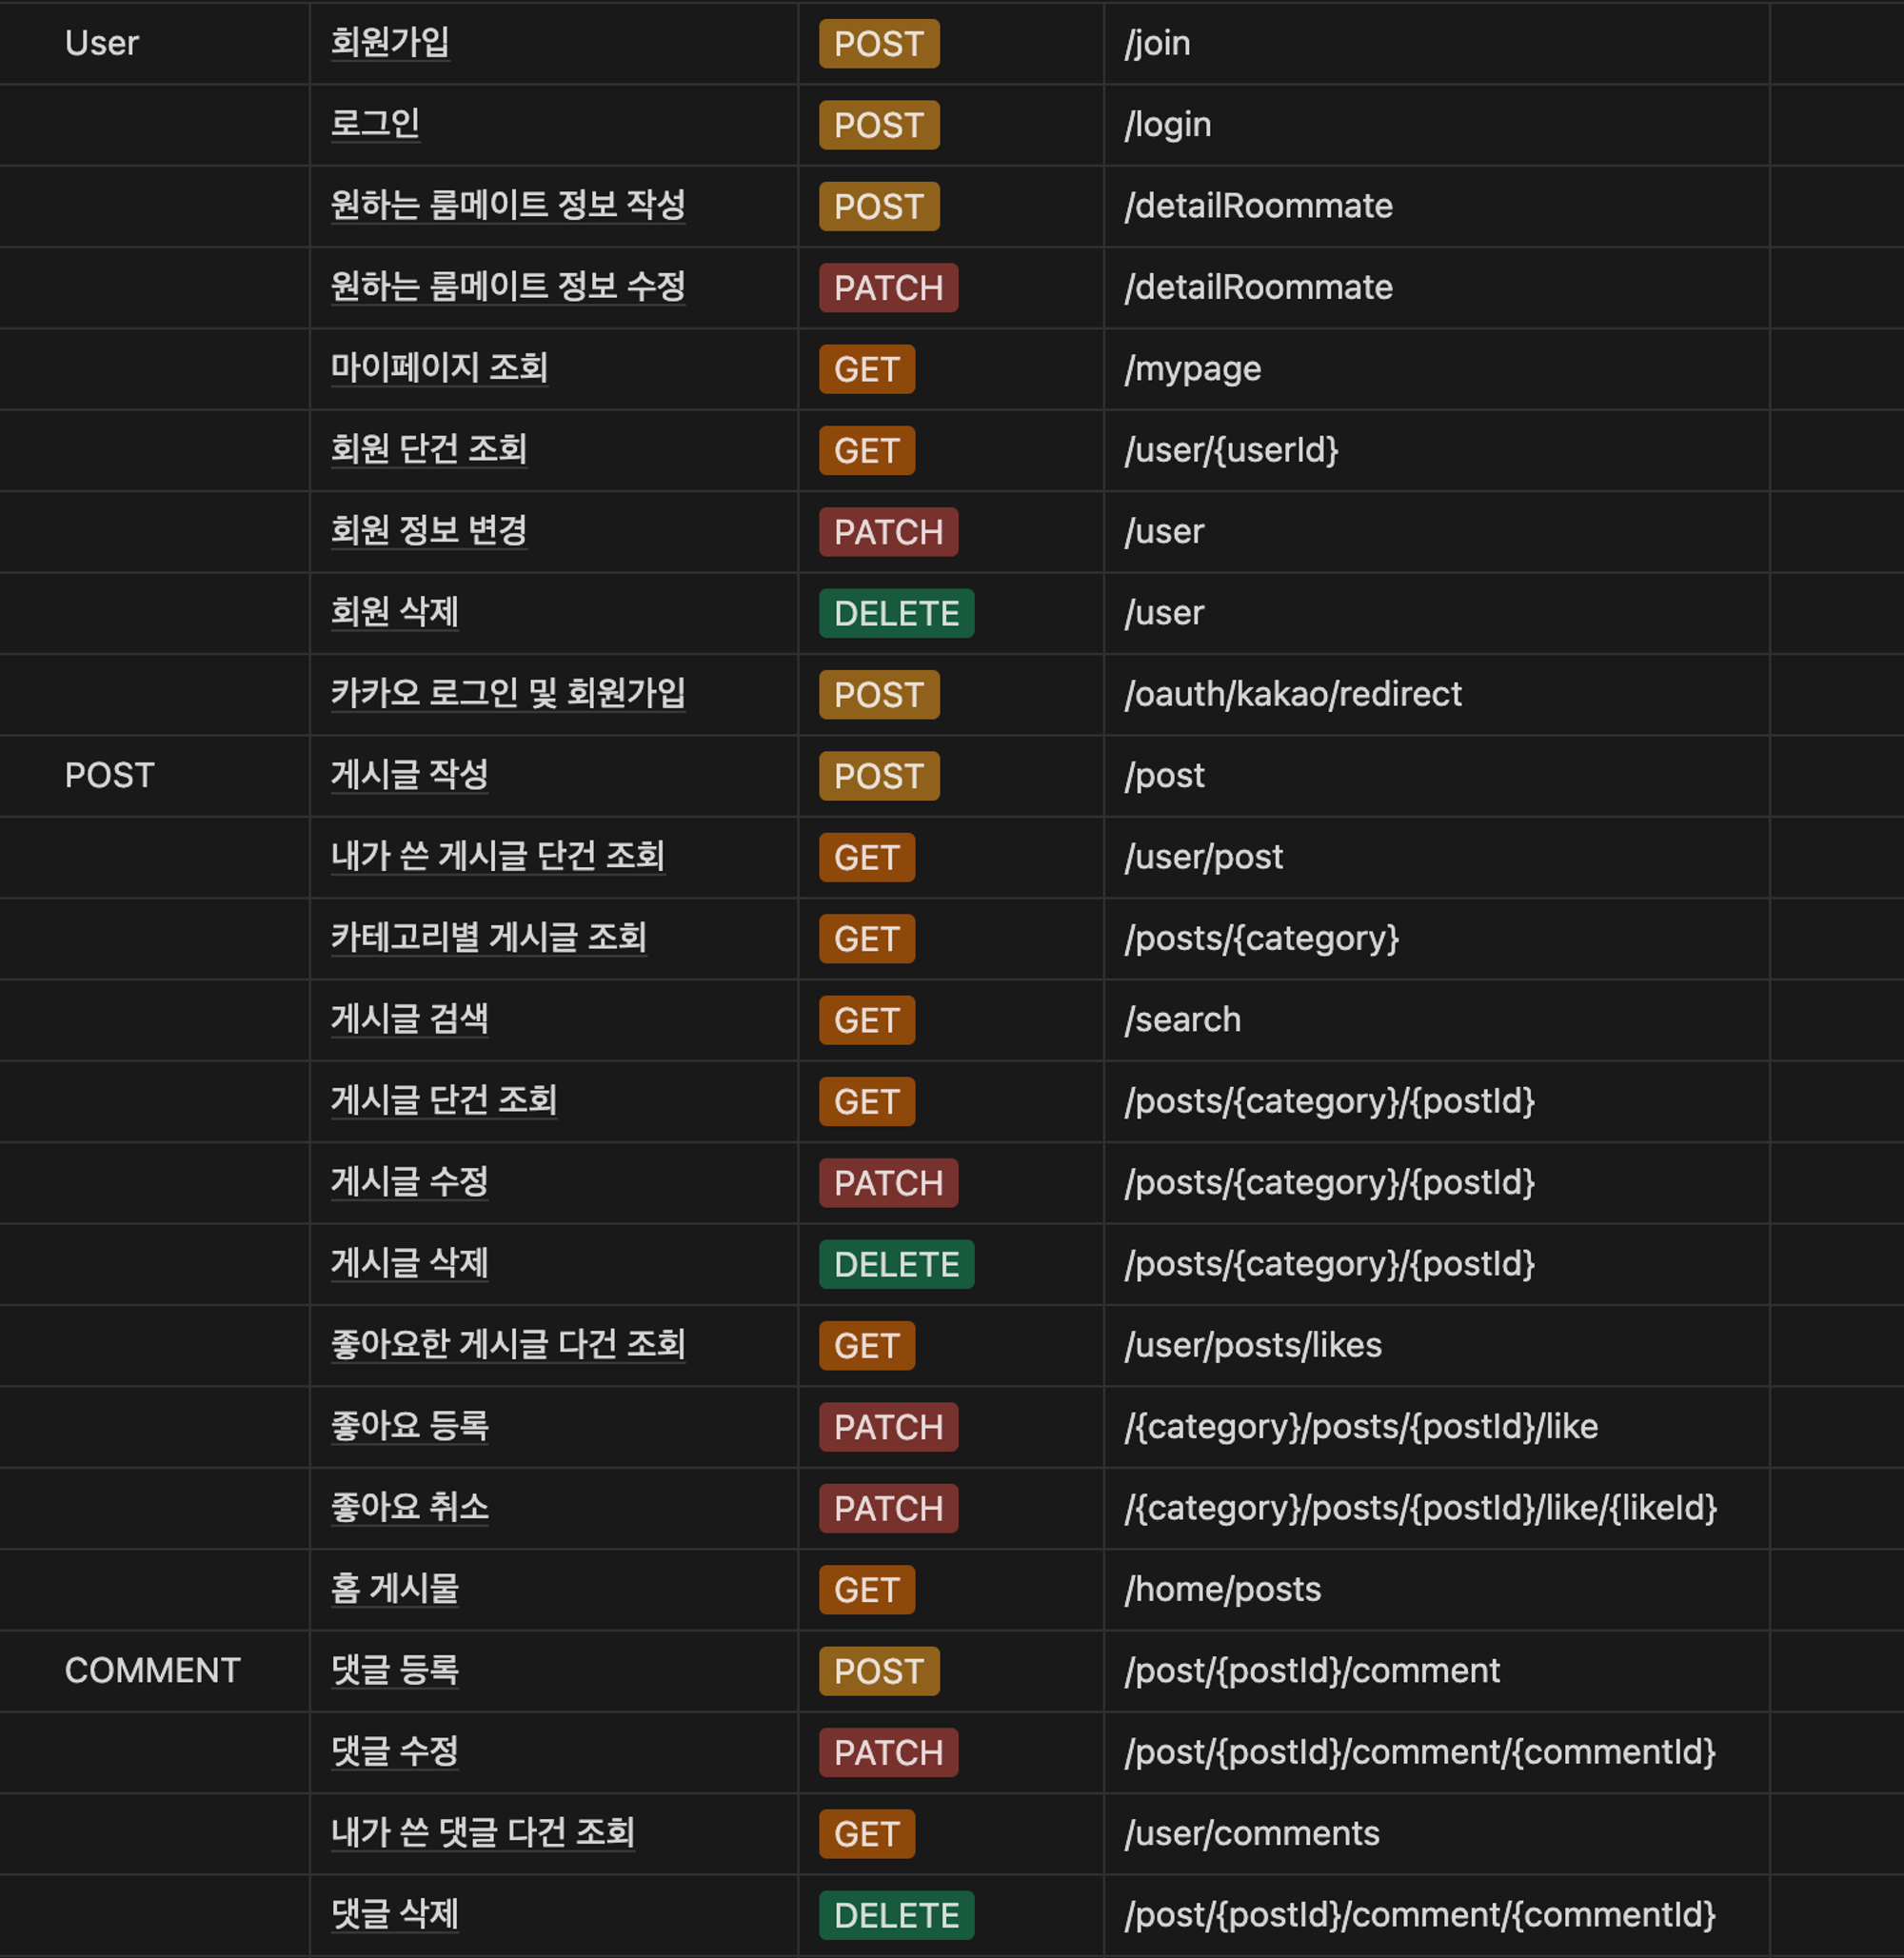 User 회원가입 POST /join
로그인 POST /login
원하는 룸메이트 정보 작성 POST /detailRoommate
원하는 룸메이트 정보 수정 PATCH /detailRoommate
마이페이지 조회 GET /mypage
회원 단건 조회 GET /user/{userId}
회원 정보 변경 PATCH /user
회원 삭제 DELETE /user
카카오 로그인 및 회원가입 POST /oauth/kakao/redirect
POST 게시글 작성 POST /post
내가 쓴 게시글 단건 조회 GET /user/post
카테고리별 게시글 조회 GET /posts/{category}
게시글 검색 GET /search
게시글 단건 조회 GET /posts/{category}/{postId}
게시글 수정 PATCH /posts/{category}/{postId}
게시글 삭제 DELETE /posts/{category}/{postId}
좋아요한 게시글 다건 조회 GET /user/posts/likes
좋아요 등록 PATCH /{category}/posts/{postId}/like
좋아요 취소 PATCH /{category}/posts/{postId}/like/{likeId}
홈 게시물 GET /home/posts
COMMENT 댓글 등록 POST /post/{postId}/comment
댓글 수정 PATCH /post/{postId}/comment/{commentId}
내가 쓴 댓글 다건 조회 GET /user/comments
댓글 삭제 DELETE /post/{postId}/comment/{commentId}